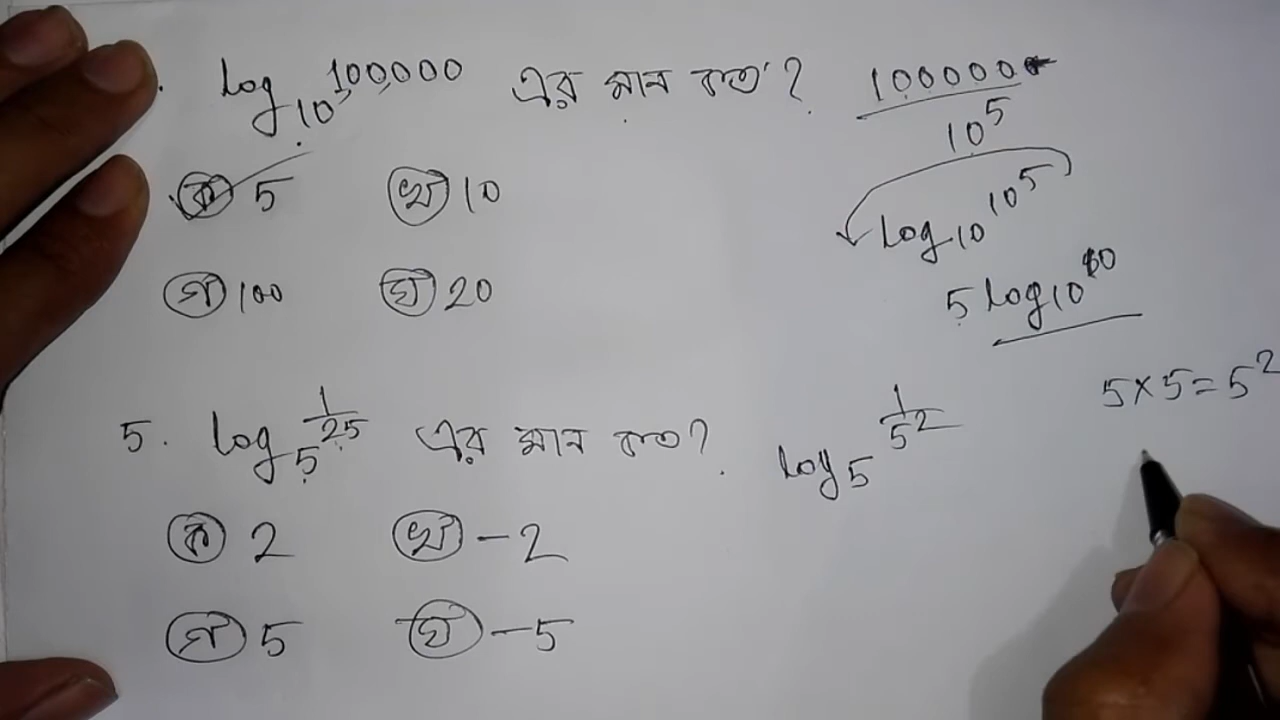 . log₁₀ 100,000 এর মান কত?
ক 5 খ 10
গ 100 ঘ 20
100000
10⁵
log₁₀ 10⁵
5 log₁₀ 10
5 × 5 = 5²
5. log₅ 1/25 এর মান কত?
log₅ 1/5²
ক 2 খ -2
গ 5 ঘ -5